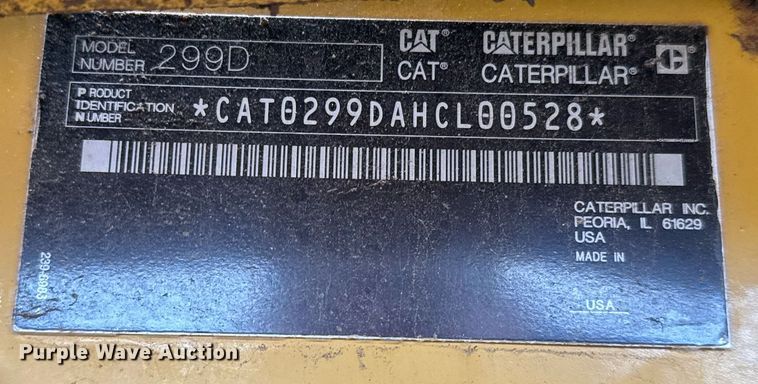 MODEL NUMBER 299D
CAT® CATERPILLAR®
CAT® CATERPILLAR®
PRODUCT
IDENTIFICATION
NUMBER
*CAT0299DAHCL00528*
CATERPILLAR INC.
PEORIA, IL 61629
USA
MADE IN
USA
Purple Wave Auction